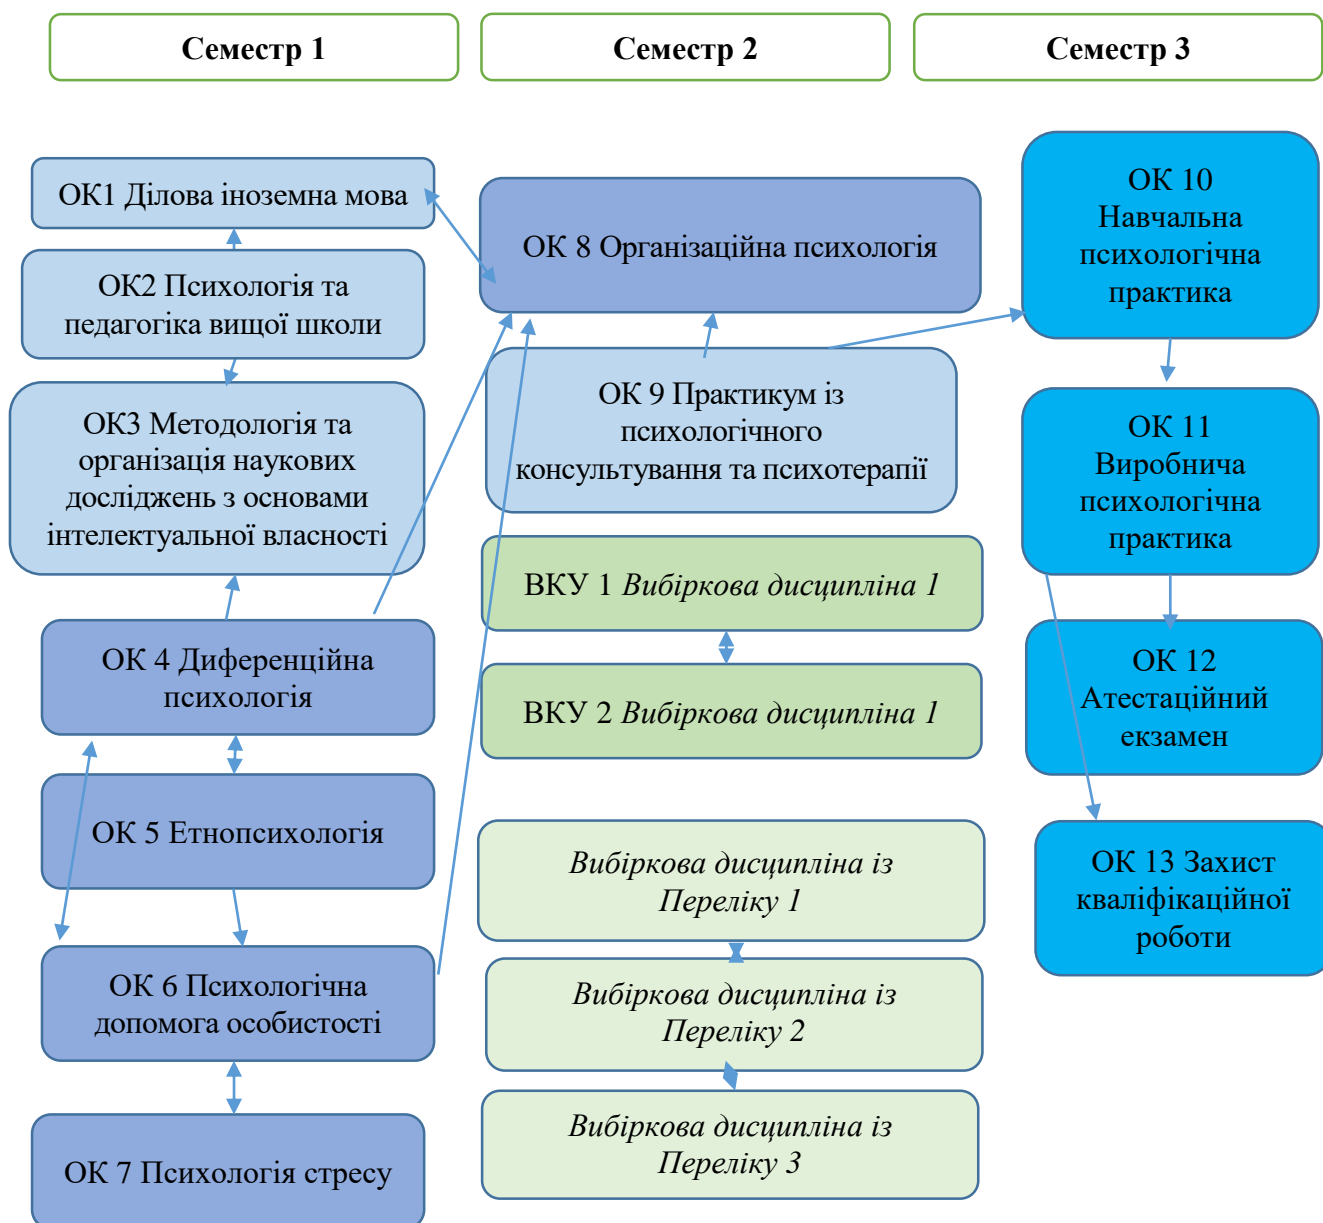 Семестр 1
Семестр 2
Семестр 3
ОК1 Ділова іноземна мова
ОК2 Психологія та
педагогіка вищої школи
ОК3 Методологія та
організація наукових
досліджень з основами
інтелектуальної власності
ОК 4 Диференційна
психологія
ОК 5 Етнопсихологія
ОК 6 Психологічна
допомога особистості
ОК 7 Психологія стресу
ОК 8 Організаційна психологія
ОК 9 Практикум із
психологічного
консультування та психотерапії
ВКУ 1 Вибіркова дисципліна 1
ВКУ 2 Вибіркова дисципліна 1
Вибіркова дисципліна із
Переліку 1
Вибіркова дисципліна із
Переліку 2
Вибіркова дисципліна із
Переліку 3
ОК 10
Навчальна
психологічна
практика
ОК 11
Виробнича
психологічна
практика
ОК 12
Атестаційний
екзамен
ОК 13 Захист
кваліфікаційної
роботи